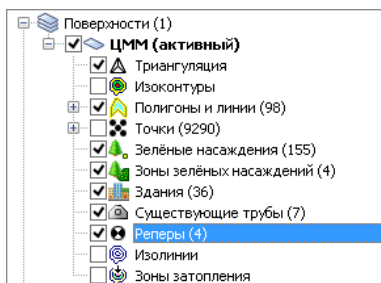 Поверхности (1)
ЦММ (активный)
Триангуляция
Изоконтуры
Полигоны и линии (98)
Точки (9290)
Зелёные насаждения (155)
Зоны зелёных насаждений (4)
Здания (36)
Существующие трубы (7)
Реперы (4)
Изолинии
Зоны затопления